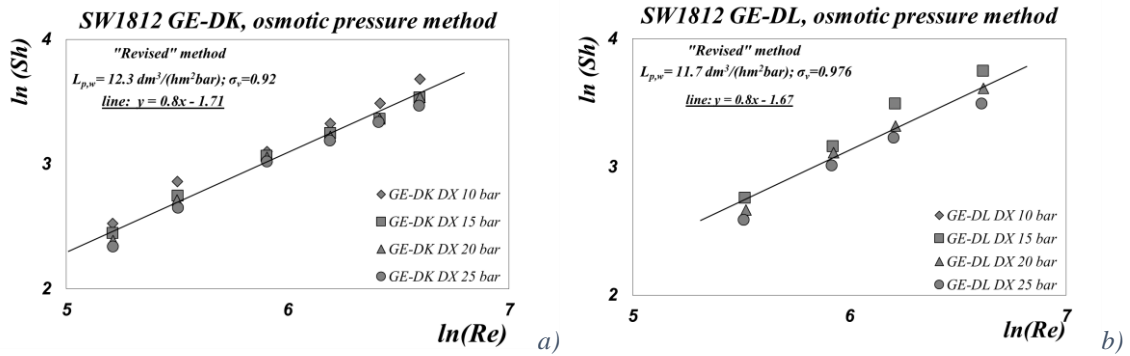 SW1812 GE-DK, osmotic pressure method
4
"Revised" method
L_{p,w}= 12.3 dm³/(hm²bar); σ_v=0.92
line: y = 0.8x - 1.71
ln (Sh)
3
GE-DK DX 10 bar
GE-DK DX 15 bar
GE-DK DX 20 bar
GE-DK DX 25 bar
2
5
6
7
ln(Re)
a)
SW1812 GE-DL, osmotic pressure method
4
"Revised" method
L_{p,w}= 11.7 dm³/(hm²bar); σ_v=0.976
line: y = 0.8x - 1.67
ln (Sh)
3
GE-DL DX 10 bar
GE-DL DX 15 bar
GE-DL DX 20 bar
GE-DL DX 25 bar
2
5
6
7
ln(Re)
b)